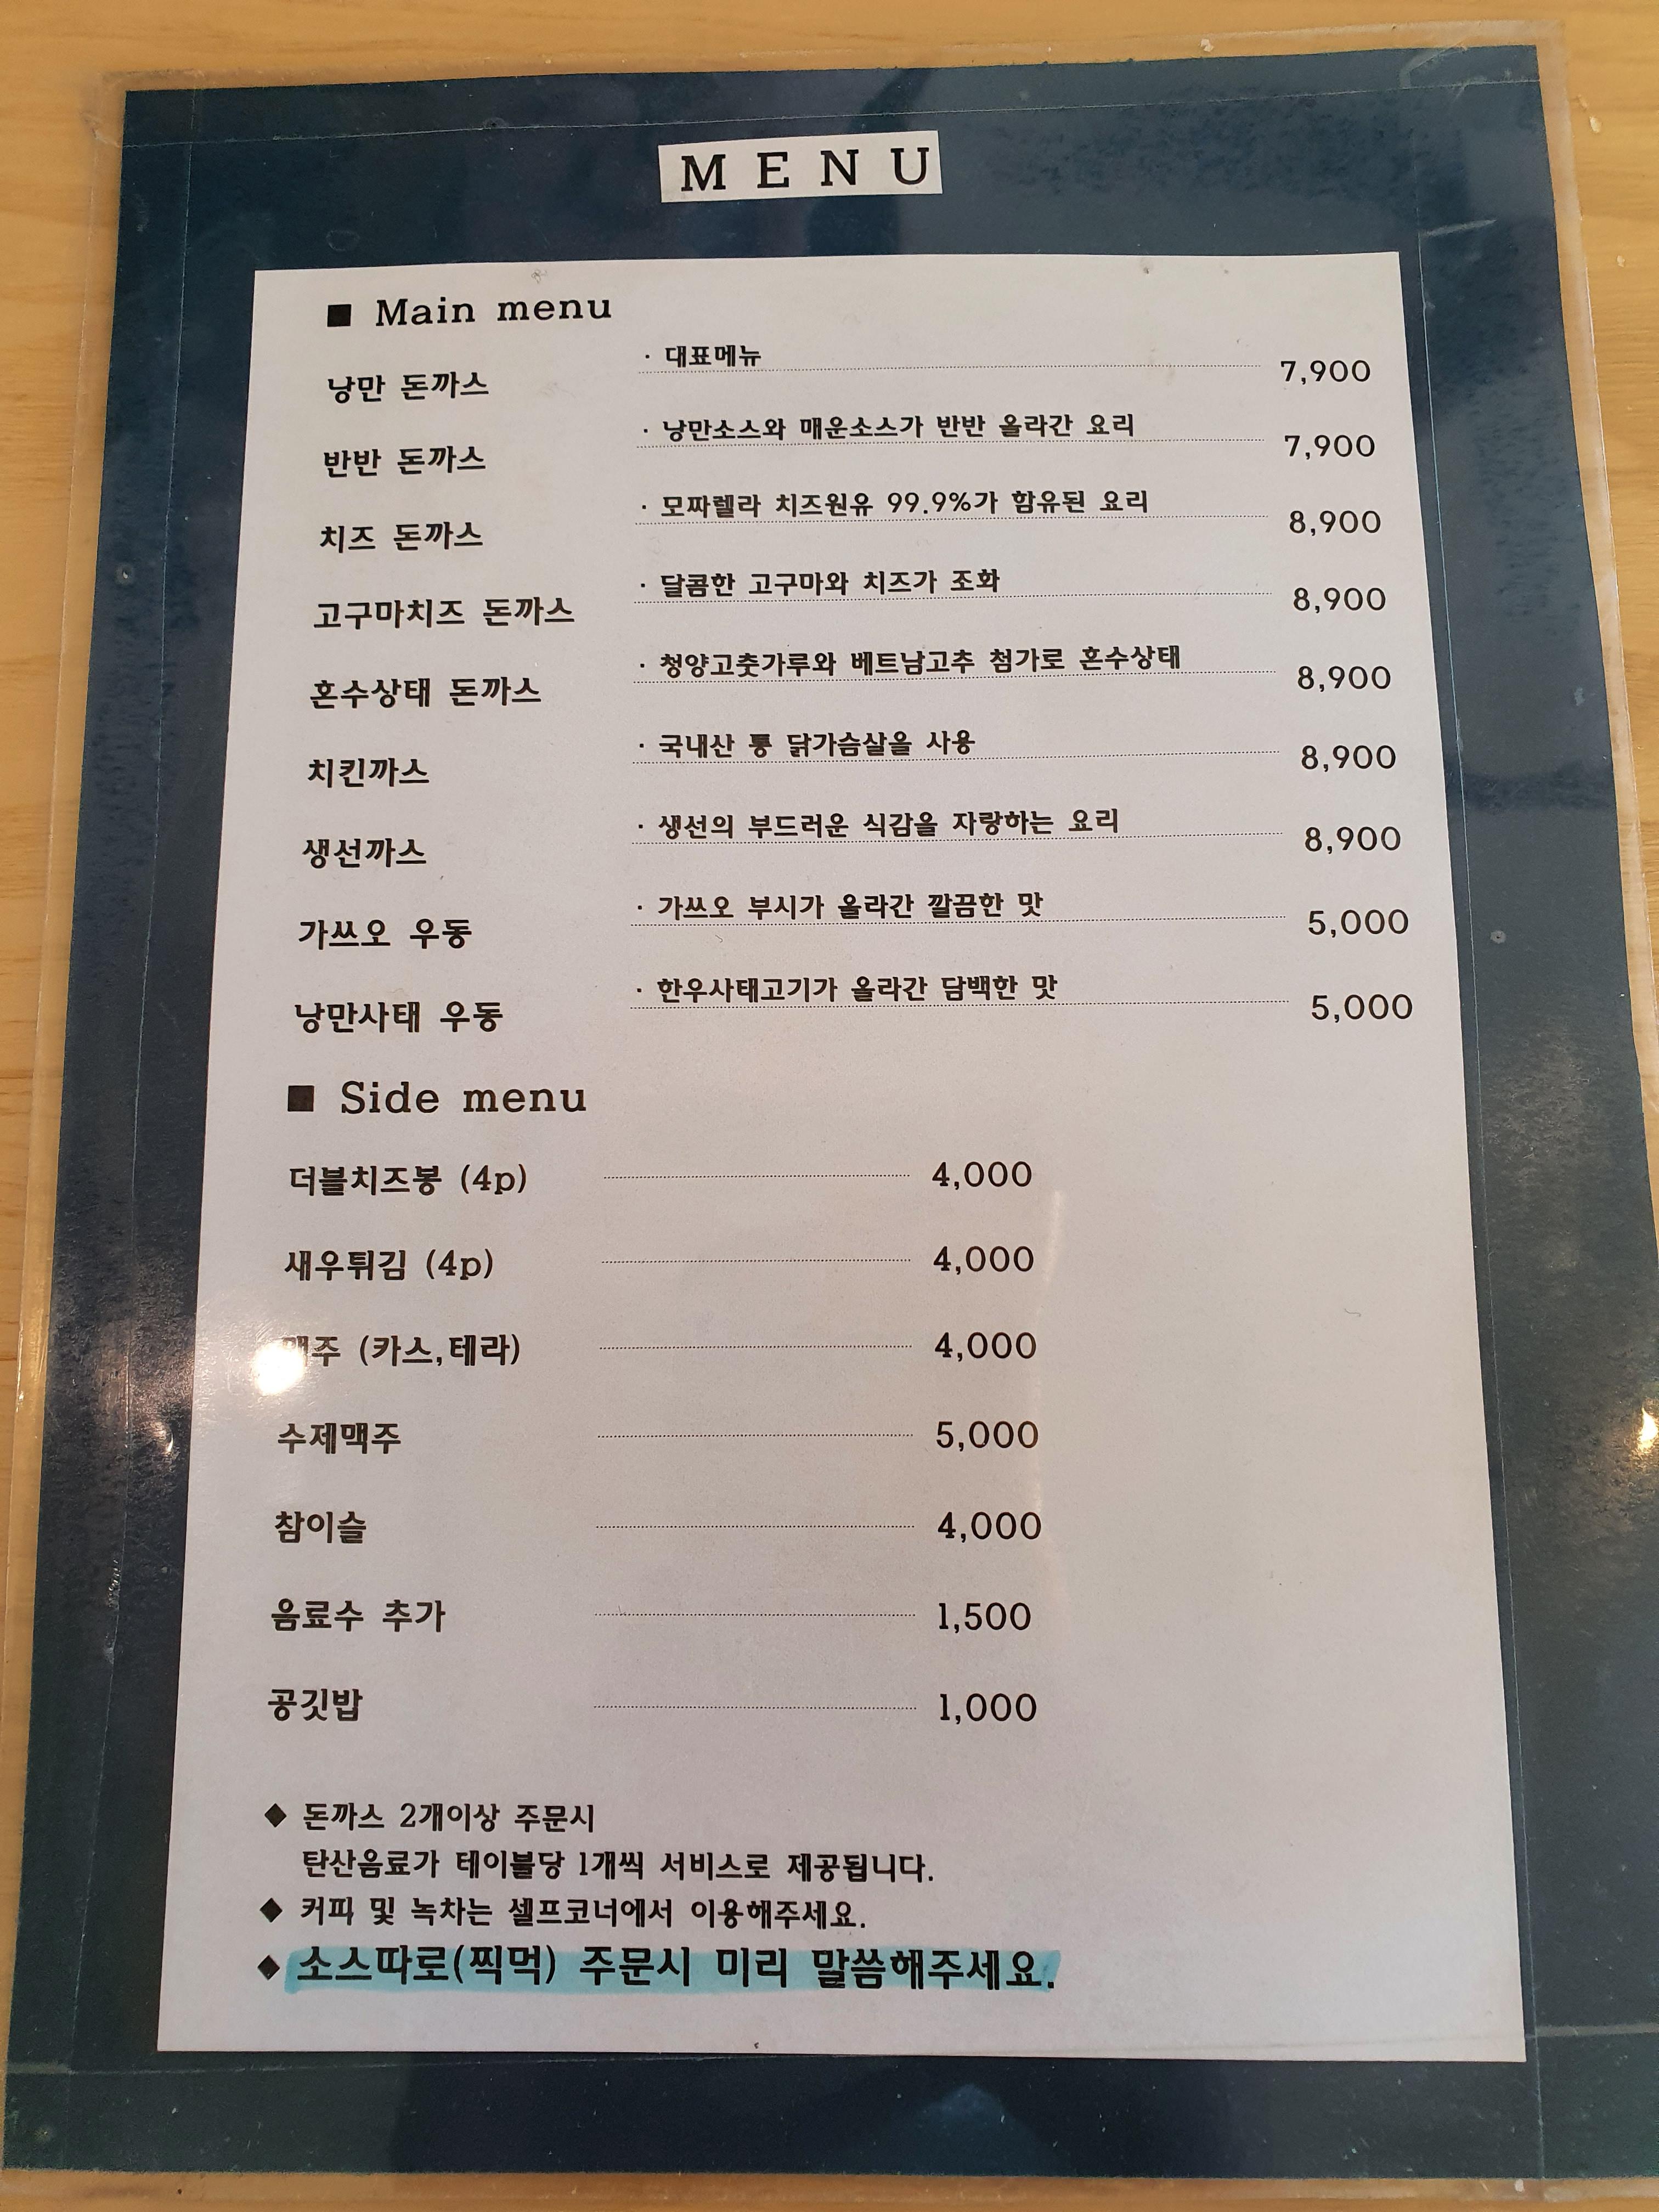 MENU
■ Main menu
낭만 돈까스 · 대표메뉴 7,900
반반 돈까스 · 낭만소스와 매운소스가 반반 올라간 요리 7,900
치즈 돈까스 · 모짜렐라 치즈원유 99.9%가 함유된 요리 8,900
고구마치즈 돈까스 · 달콤한 고구마와 치즈가 조화 8,900
혼수상태 돈까스 · 청양고춧가루와 베트남고추 첨가로 혼수상태 8,900
치킨까스 · 국내산 통 닭가슴살을 사용 8,900
생선까스 · 생선의 부드러운 식감을 자랑하는 요리 8,900
가쓰오 우동 · 가쓰오 부시가 올라간 깔끔한 맛 5,000
낭만사태 우동 · 한우사태고기가 올라간 담백한 맛 5,000
■ Side menu
더블치즈봉 (4p) 4,000
새우튀김 (4p) 4,000
맥주 (카스,테라) 4,000
수제맥주 5,000
참이슬 4,000
음료수 추가 1,500
공깃밥 1,000
◆ 돈까스 2개이상 주문시
탄산음료가 테이블당 1개씩 서비스로 제공됩니다.
◆ 커피 및 녹차는 셀프코너에서 이용해주세요.
◆ 소스따로(찍먹) 주문시 미리 말씀해주세요.